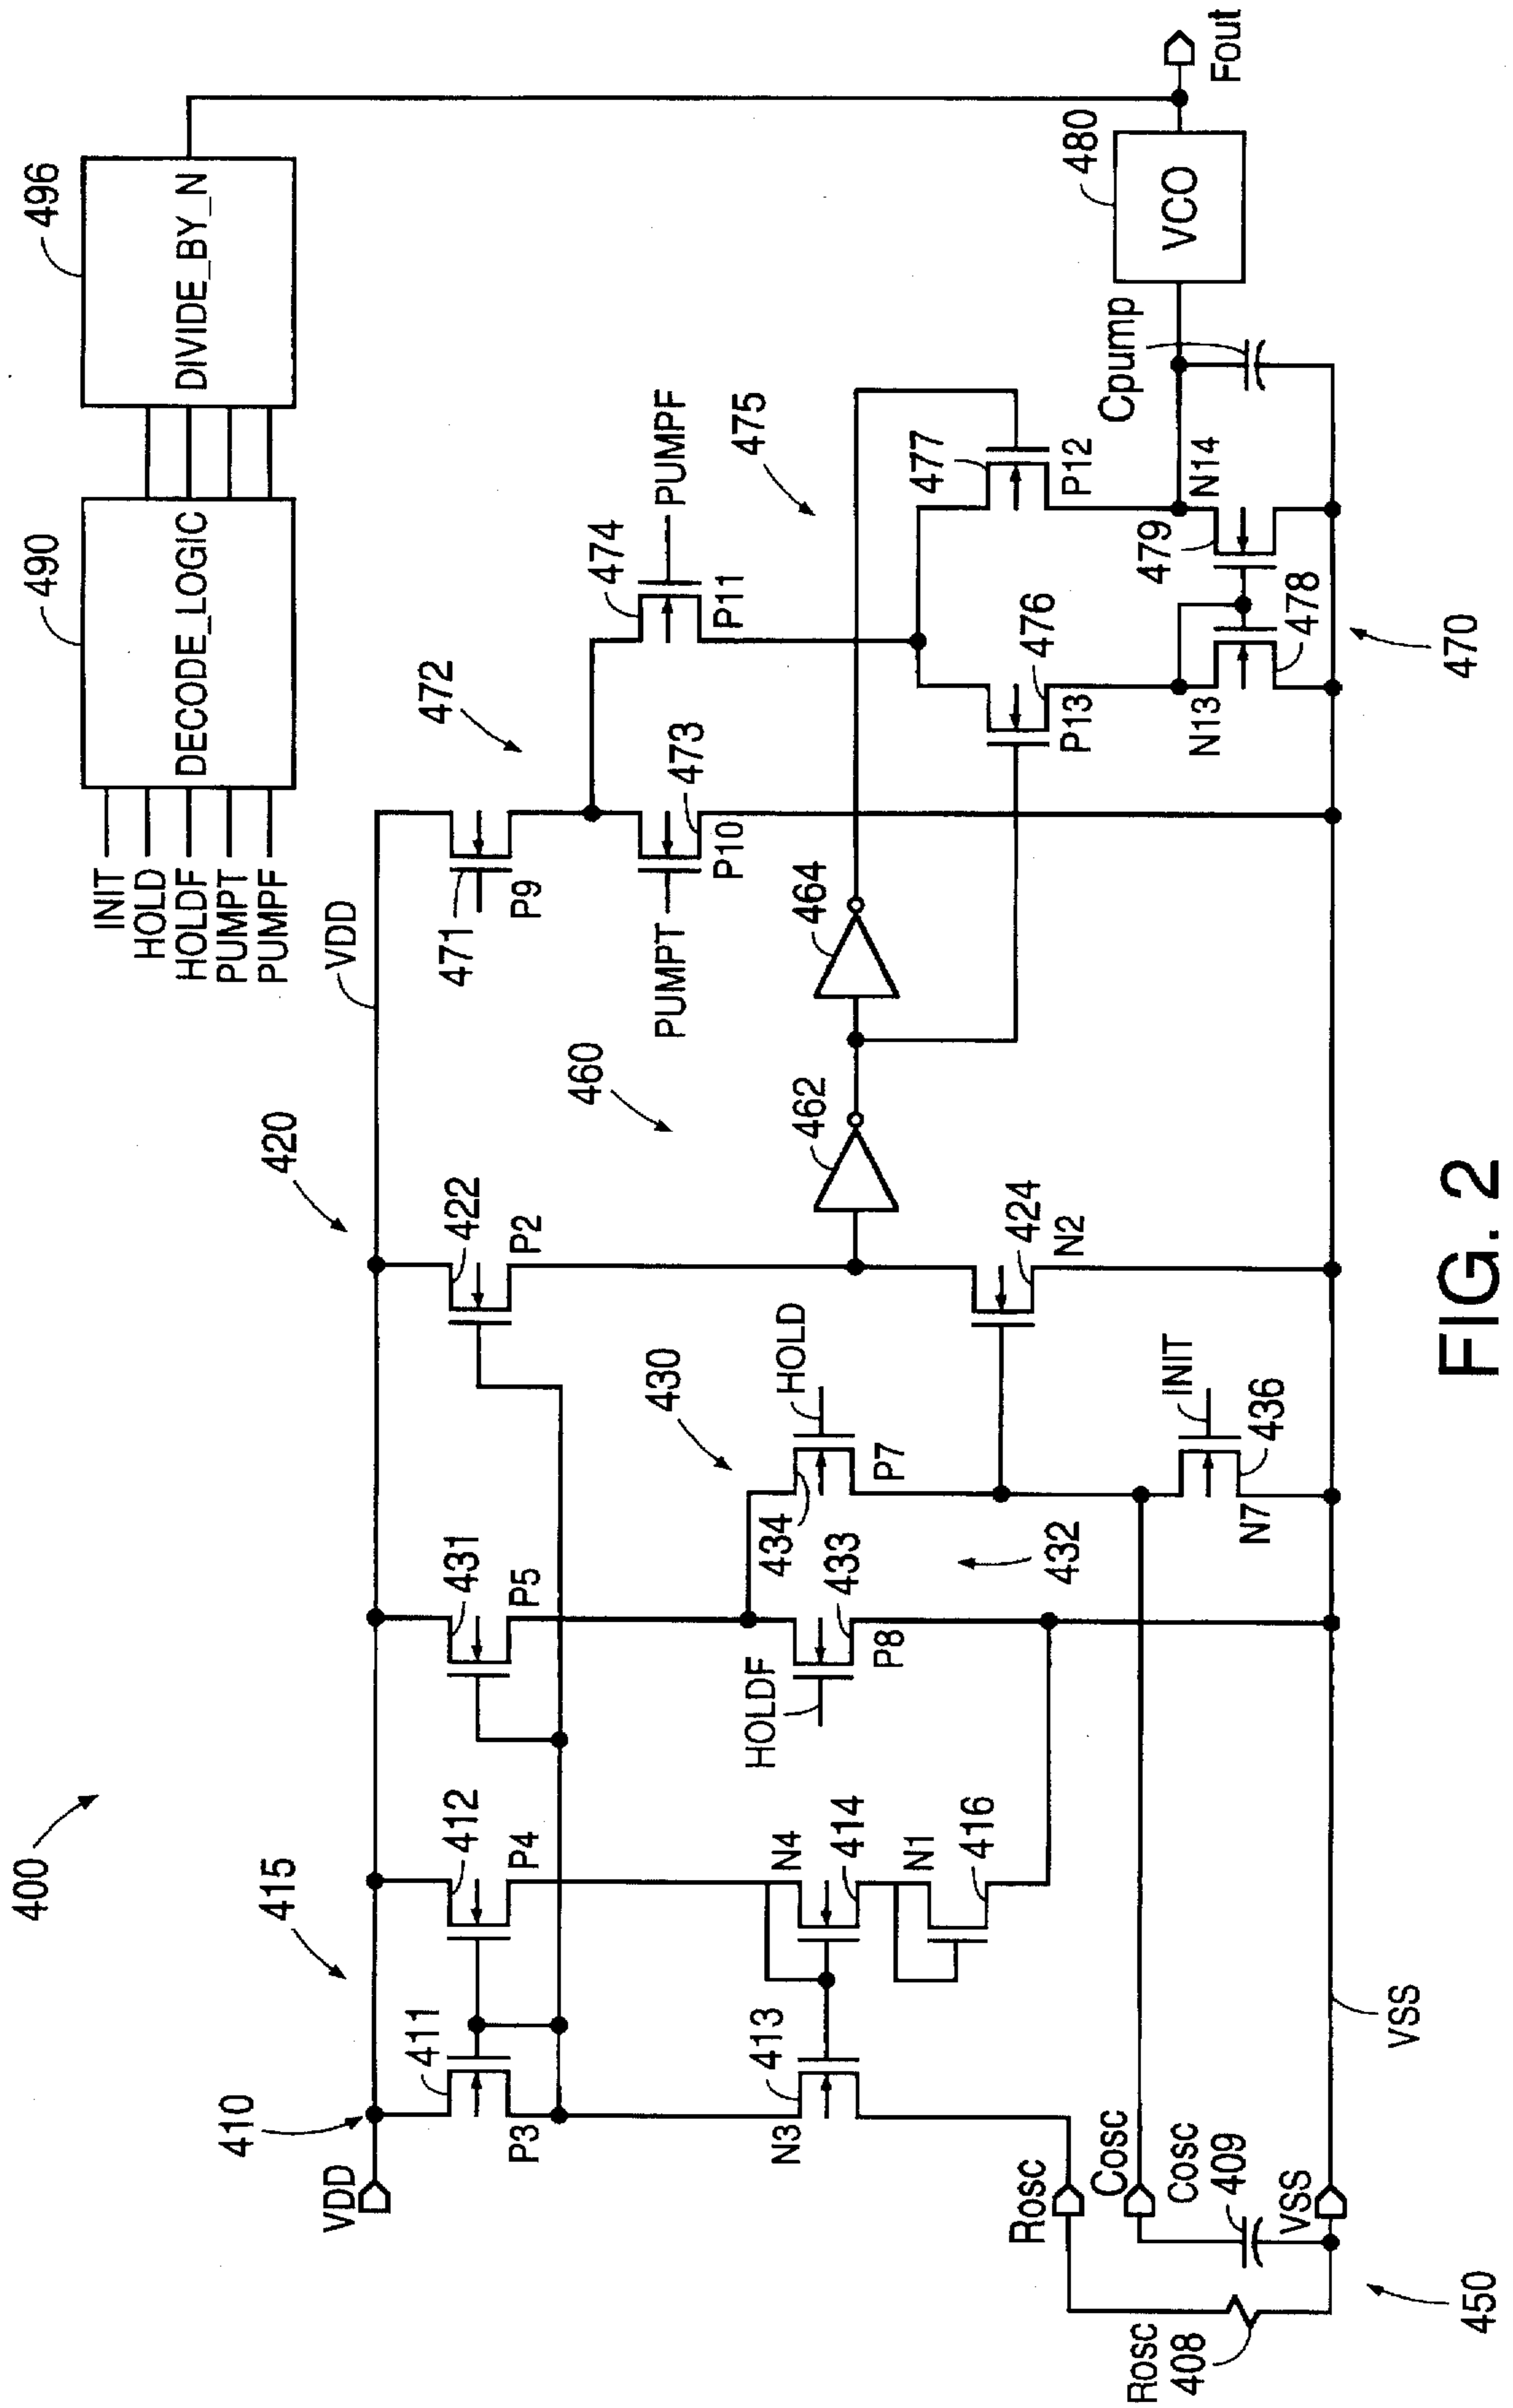 400
410
415
420
VDD
VDD
411
P3
412
P4
431
P5
422
P2
INIT
HOLD
HOLDF
PUMPT
PUMPF
490
DECODE_LOGIC
496
DIVIDE_BY_N
471
P9
472
PUMPT
473
P10
474
P11
PUMPF
430
HOLD
434
P7
HOLDF
433
P8
432
413
N3
N4
414
N1
416
460
462
464
424
N2
475
476
P13
477
P12
INIT
436
N7
N13
478
479
N14
470
Cpump
480
VCO
Fout
Rosc
Cosc
Cosc
409
VSS
VSS
Rosc
408
450
FIG. 2